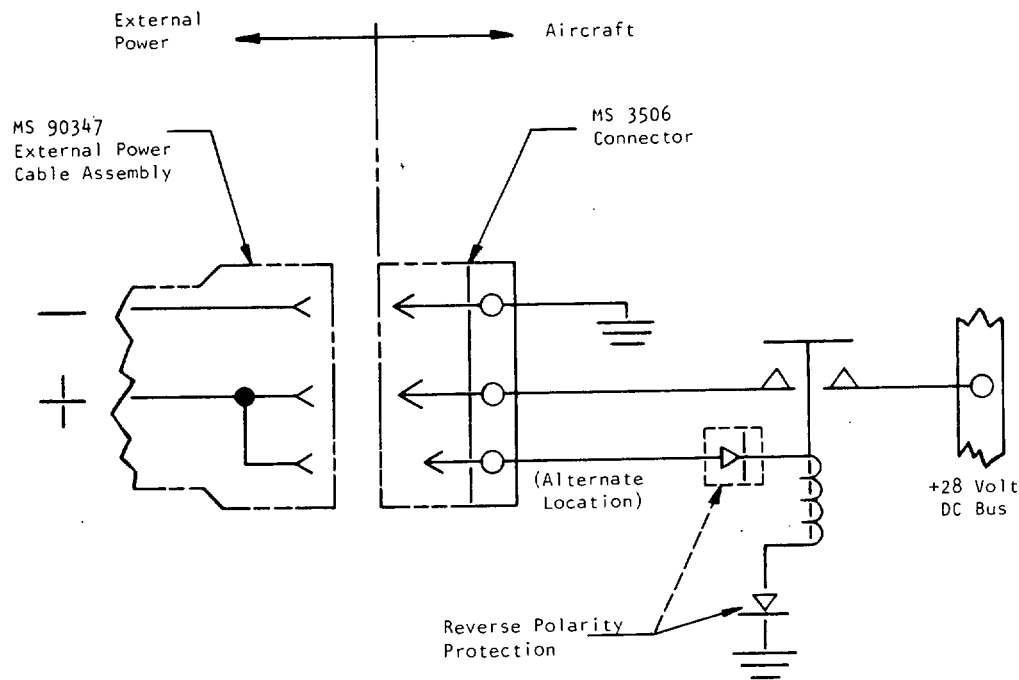 External
Power
Aircraft
MS 90347
External Power
Cable Assembly
MS 3506
Connector
(Alternate
Location)
+28 Volt
DC Bus
Reverse Polarity
Protection